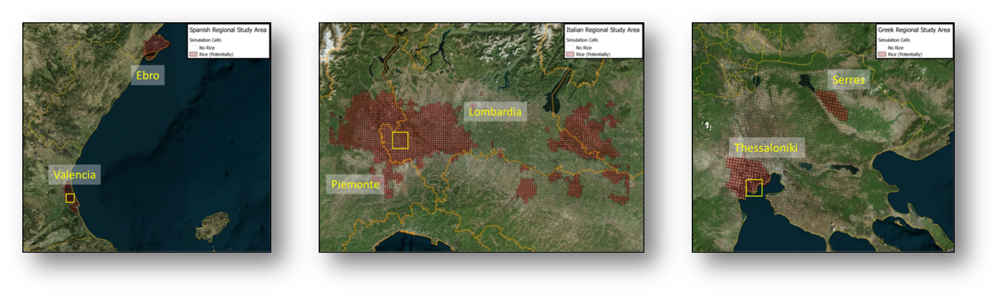 Spanish Regional Study Area
Simulation Cells
No Rice
Rice (Potentially)
Ebro
Valencia
Italian Regional Study Area
Simulation Cells
No Rice
Rice (Potentially)
Lombardia
Piemonte
Greek Regional Study Area
Simulation Cells
No Rice
Rice (Potentially)
Serres
Thessaloniki